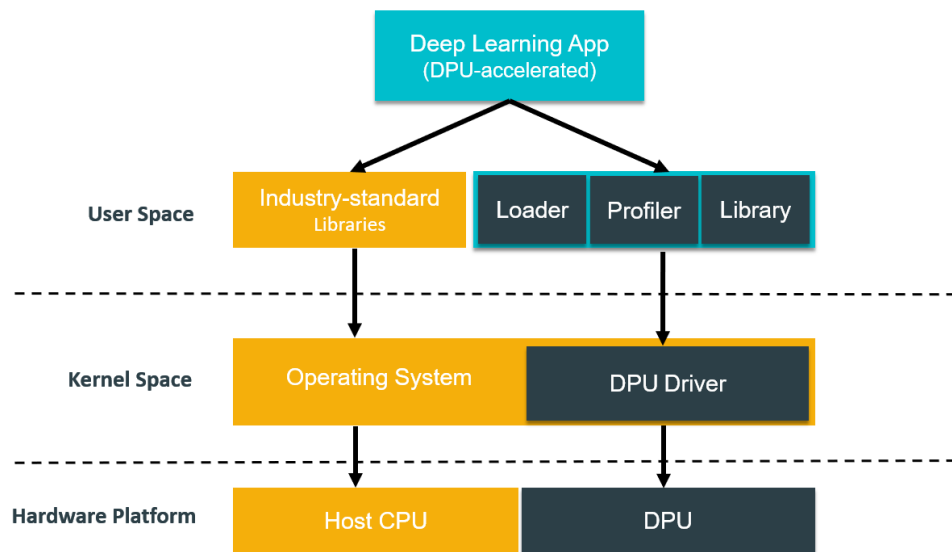 Deep Learning App
(DPU-accelerated)
User Space
Industry-standard
Libraries
Loader
Profiler
Library
Kernel Space
Operating System
DPU Driver
Hardware Platform
Host CPU
DPU